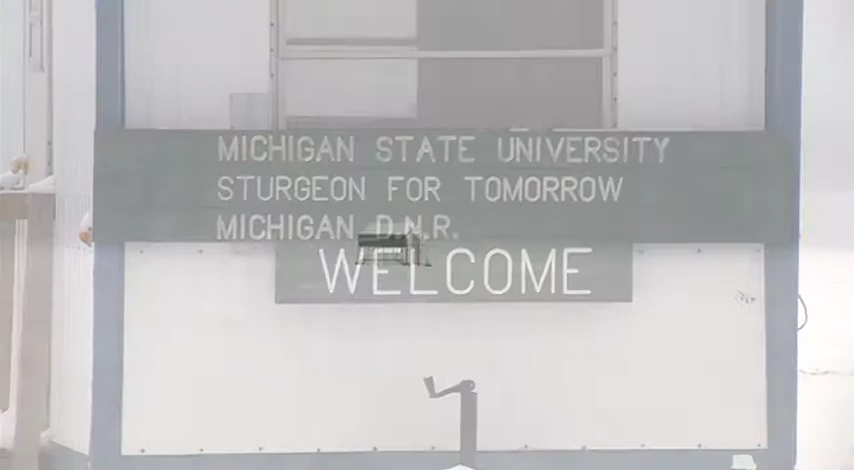 MICHIGAN STATE UNIVERSITY
STURGEON FOR TOMORROW
MICHIGAN D.N.R.
WELCOME